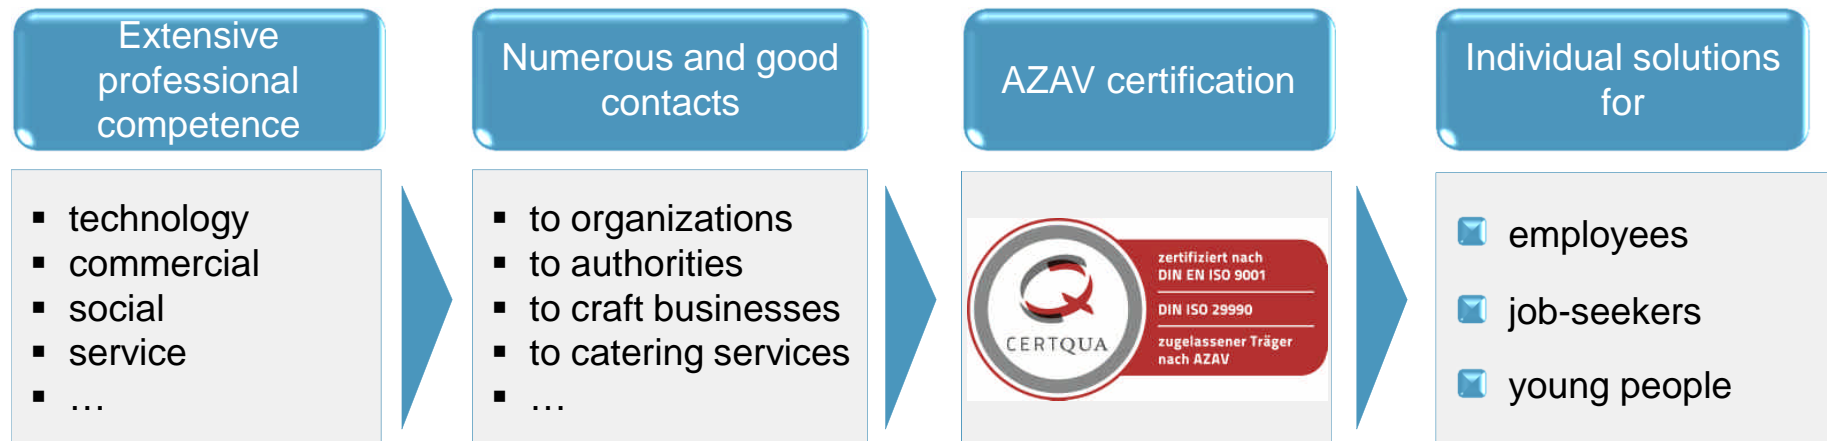 Extensive
professional
competence
▪ technology
▪ commercial
▪ social
▪ service
▪ …
Numerous and good
contacts
▪ to organizations
▪ to authorities
▪ to craft businesses
▪ to catering services
▪ …
AZAV certification
CERTQUA
zertifiziert nach
DIN EN ISO 9001
DIN ISO 29990
zugelassener Träger
nach AZAV
Individual solutions
for
employees
job-seekers
young people